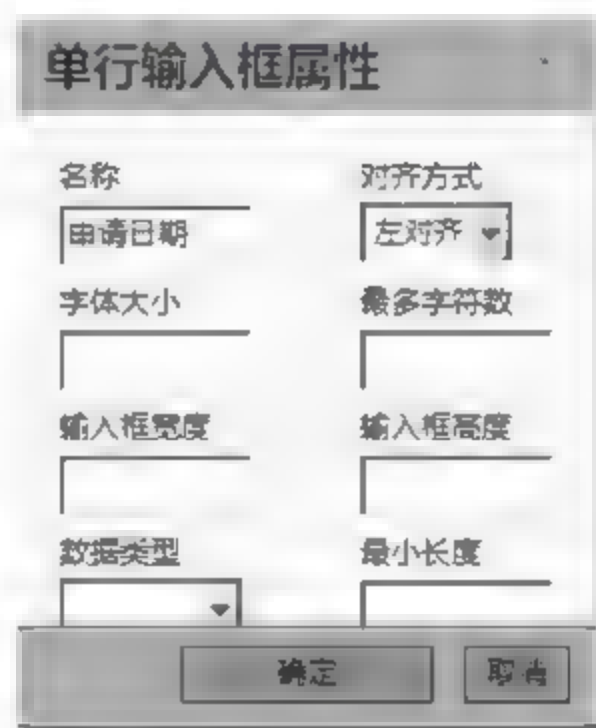 单行输入框属性
名称 对齐方式
申请日期 左对齐
字体大小 最多字符数
输入框宽度 输入框高度
数据类型 最小长度
确定 取消